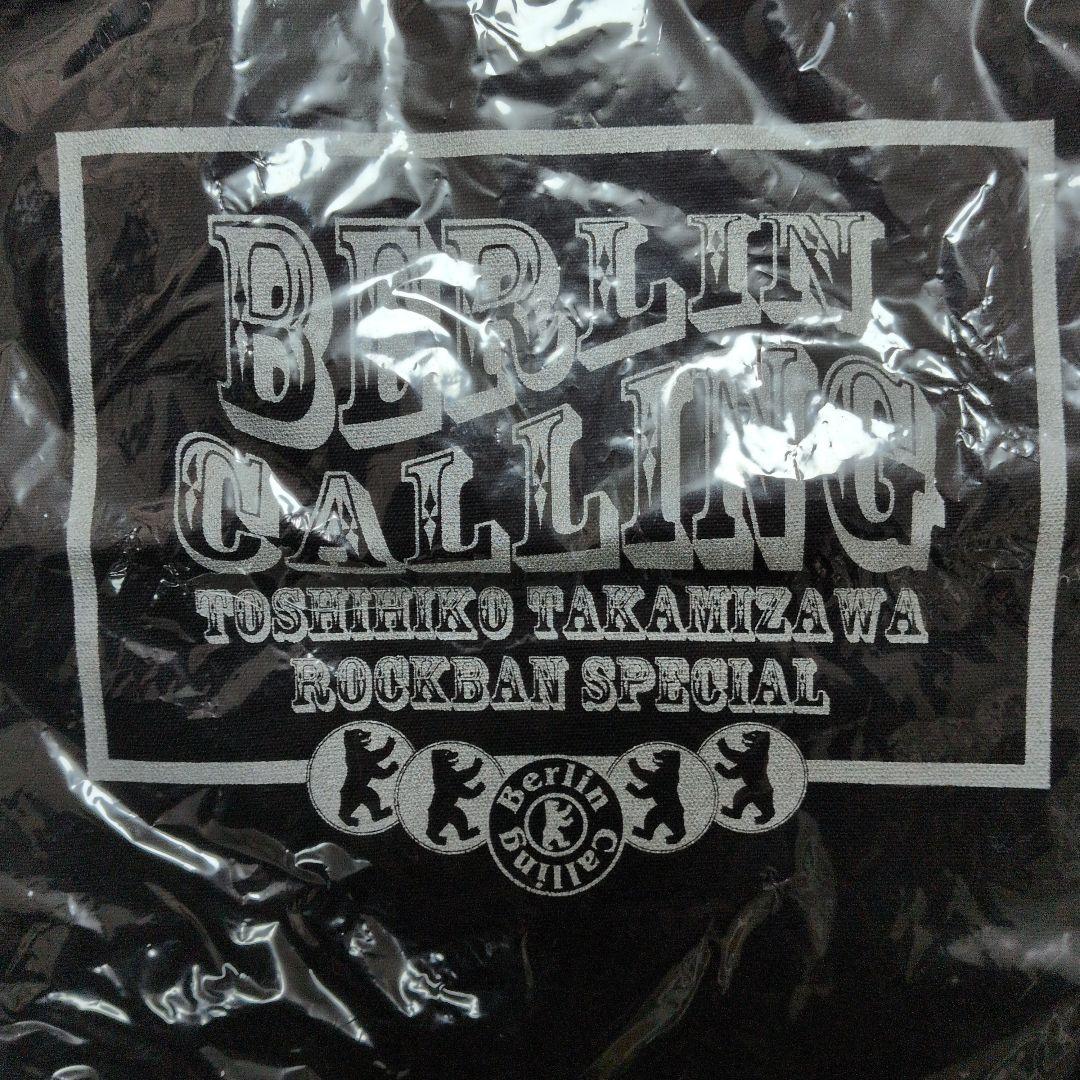 BERLIN
CALLING
TOSHIHIKO TAKAMIZAWA
ROCKBAN SPECIAL
Berlin Calling